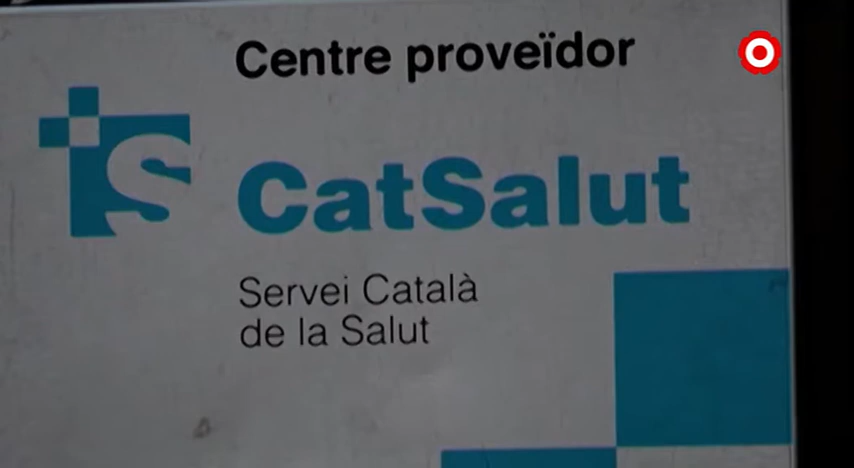 Centre proveïdor
CatSalut
Servei Català
de la Salut